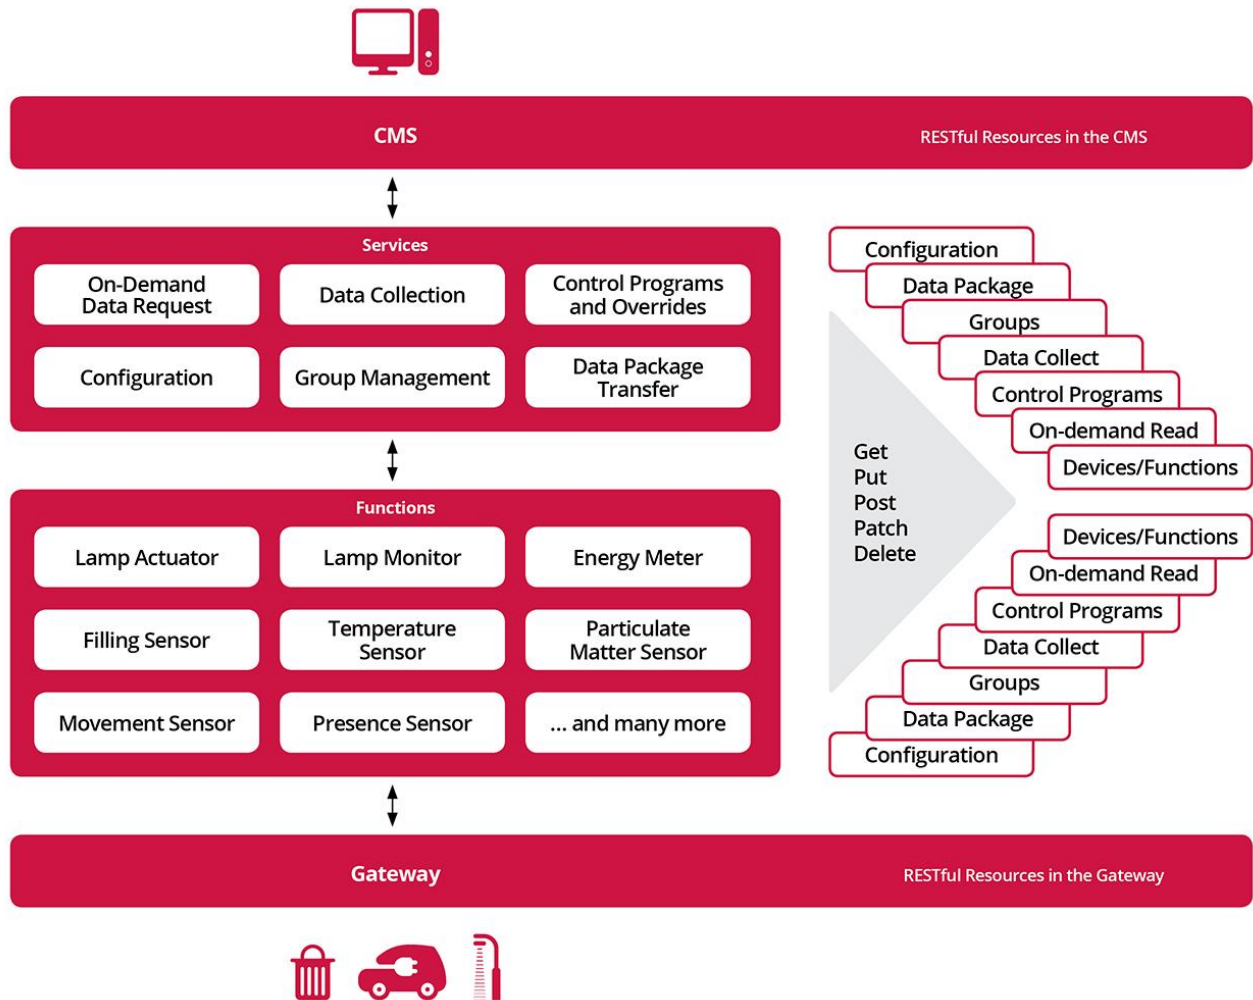 CMS
RESTful Resources in the CMS
Services
On-Demand
Data Request
Data Collection
Control Programs
and Overrides
Configuration
Group Management
Data Package
Transfer
Functions
Lamp Actuator
Lamp Monitor
Energy Meter
Filling Sensor
Temperature
Sensor
Particulate
Matter Sensor
Movement Sensor
Presence Sensor
... and many more
Configuration
Data Package
Groups
Data Collect
Control Programs
On-demand Read
Devices/Functions
Get
Put
Post
Patch
Delete
Devices/Functions
On-demand Read
Control Programs
Data Collect
Groups
Data Package
Configuration
Gateway
RESTful Resources in the Gateway